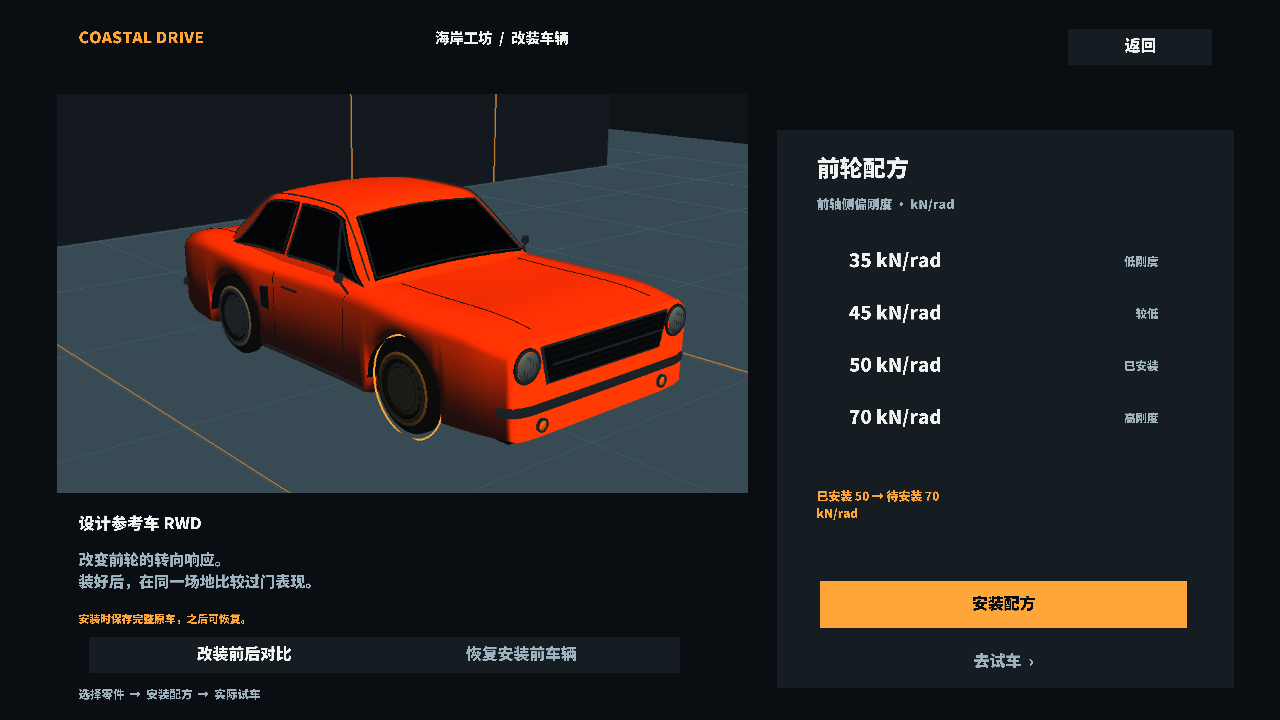 COASTAL DRIVE
海岸工坊 / 改装车辆
返回
前轮配方
前轴侧偏刚度 · kN/rad
35 kN/rad 低刚度
45 kN/rad 较低
50 kN/rad 已安装
70 kN/rad 高刚度
已安装 50 → 待安装 70
kN/rad
安装配方
去试车 ›
设计参考车 RWD
改变前轮的转向响应。
装好后，在同一场地比较过门表现。
安装时保存完整原车，之后可恢复。
改装前后对比
恢复安装前车辆
选择零件 → 安装配方 → 实际试车